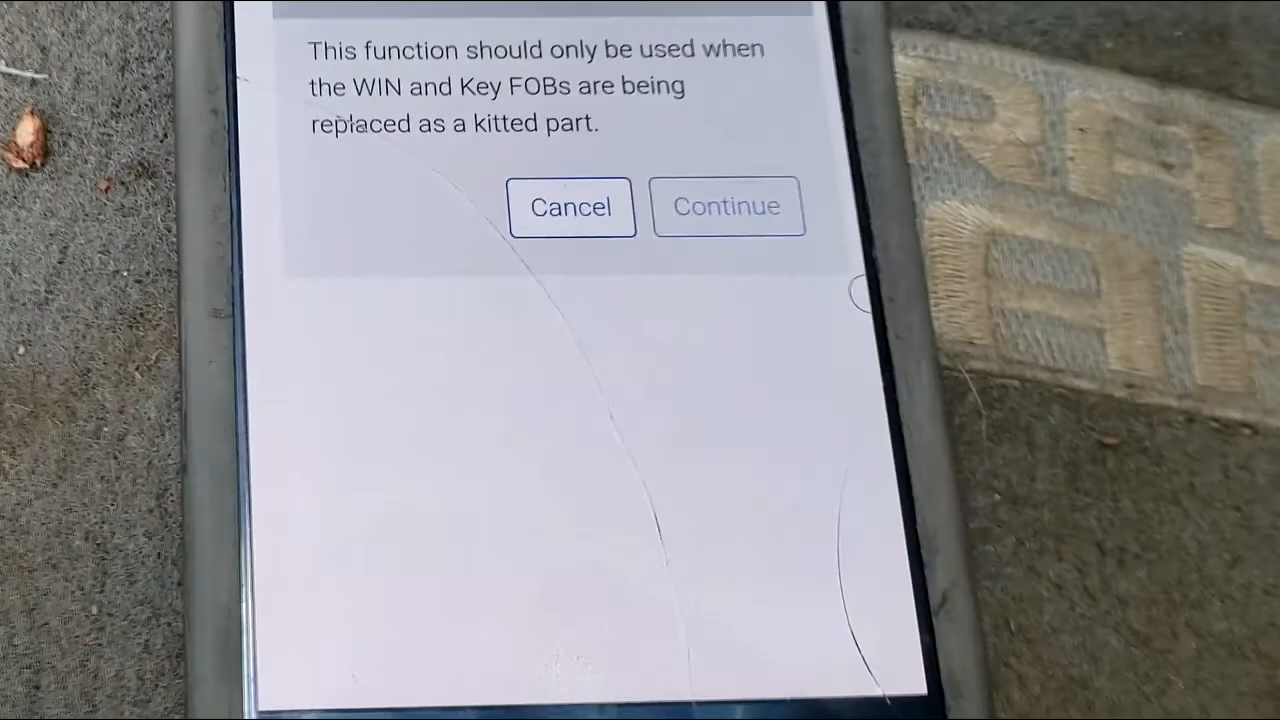 This function should only be used when
the WIN and Key FOBs are being
replaced as a kitted part.
Cancel
Continue